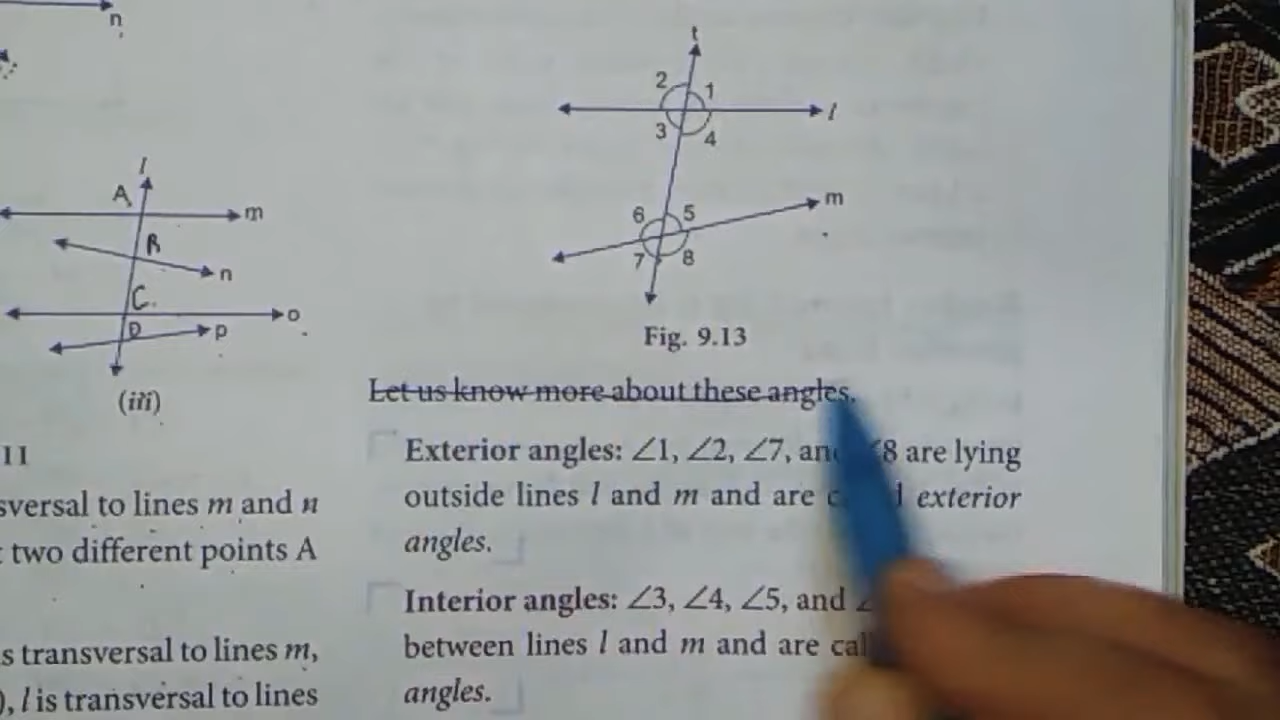 n
l
A
m
B
n
C.
o
D
p
(iii)
11
sversal to lines m and n
two different points A
s transversal to lines m,
), l is transversal to lines
t
2 1
l
3 4
m
6 5
7 8
Fig. 9.13
Let us know more about these angles.
Exterior angles: ∠1, ∠2, ∠7, an 8 are lying
outside lines l and m and are exterior
angles.
Interior angles: ∠3, ∠4, ∠5, and ∠
between lines l and m and are cal
angles.